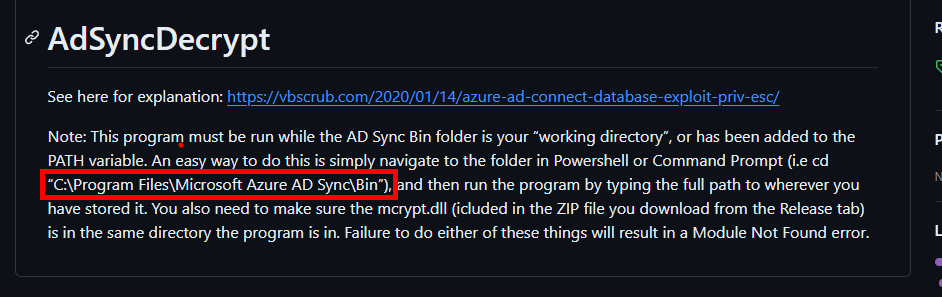 AdSyncDecrypt
See here for explanation: https://vbscrub.com/2020/01/14/azure-ad-connect-database-exploit-priv-esc/
Note: This program must be run while the AD Sync Bin folder is your “working directory”, or has been added to the
PATH variable. An easy way to do this is simply navigate to the folder in Powershell or Command Prompt (i.e cd
“C:\Program Files\Microsoft Azure AD Sync\Bin”), and then run the program by typing the full path to wherever you
have stored it. You also need to make sure the mcrypt.dll (icluded in the ZIP file you download from the Release tab)
is in the same directory the program is in. Failure to do either of these things will result in a Module Not Found error.